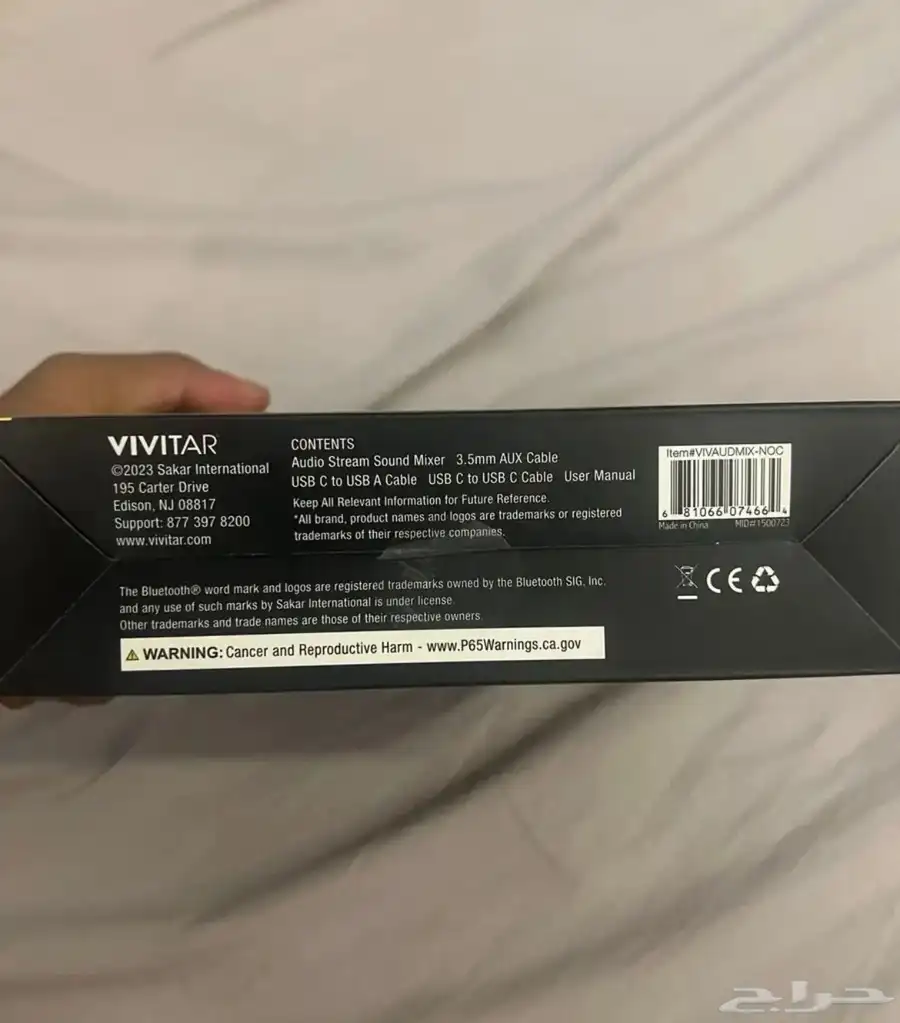 VIVITAR
©2023 Sakar International
195 Carter Drive
Edison, NJ 08817
Support: 877 397 8200
www.vivitar.com
CONTENTS
Audio Stream Sound Mixer 3.5mm AUX Cable
USB C to USB A Cable USB C to USB C Cable User Manual
Keep All Relevant Information for Future Reference.
*All brand, product names and logos are trademarks or registered
trademarks of their respective companies.
Item#VIVAUDMIX-NOC
6 81066 07466 4
Made in China MID#1500723
The Bluetooth® word mark and logos are registered trademarks owned by the Bluetooth SIG, Inc.
and any use of such marks by Sakar International is under license.
Other trademarks and trade names are those of their respective owners.
CE
WARNING: Cancer and Reproductive Harm - www.P65Warnings.ca.gov
حراج